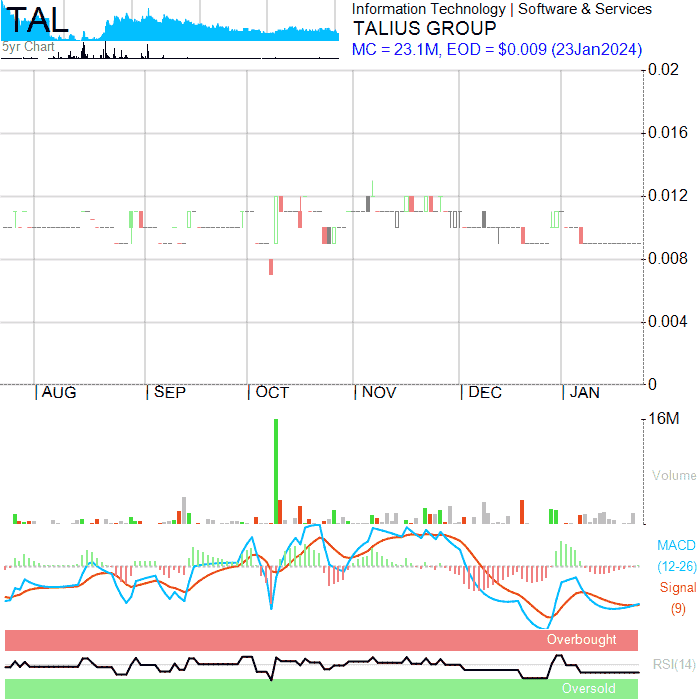 TAL
5yr Chart
Information Technology | Software & Services
TALIUS GROUP
MC = 23.1M, EOD = $0.009 (23Jan2024)
0.02
0.016
0.012
0.008
0.004
0
| AUG | SEP | OCT | NOV | DEC | JAN
16M
Volume
MACD
(12-26)
Signal
(9)
Overbought
RSI(14)
Oversold